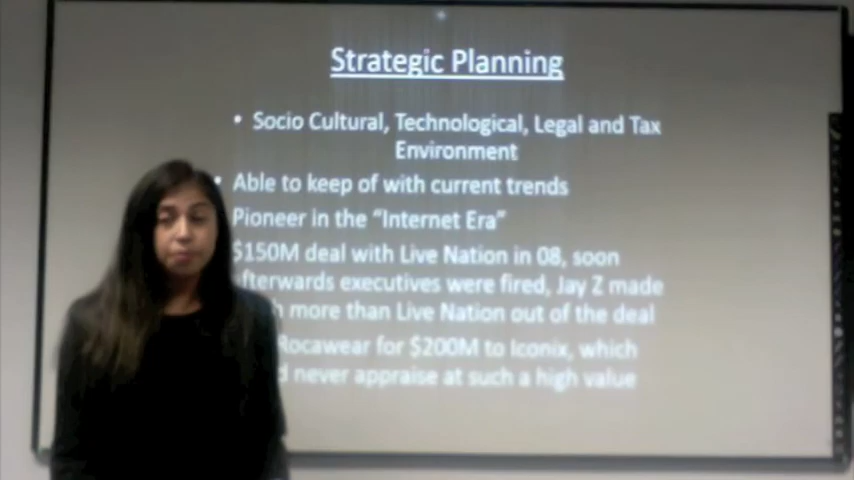 Strategic Planning
• Socio Cultural, Technological, Legal and Tax
Environment
• Able to keep of with current trends
Pioneer in the “Internet Era”
$150M deal with Live Nation in 08, soon
afterwards executives were fired, Jay Z made
more than Live Nation out of the deal
Rocawear for $200M to Iconix, which
never appraise at such a high value